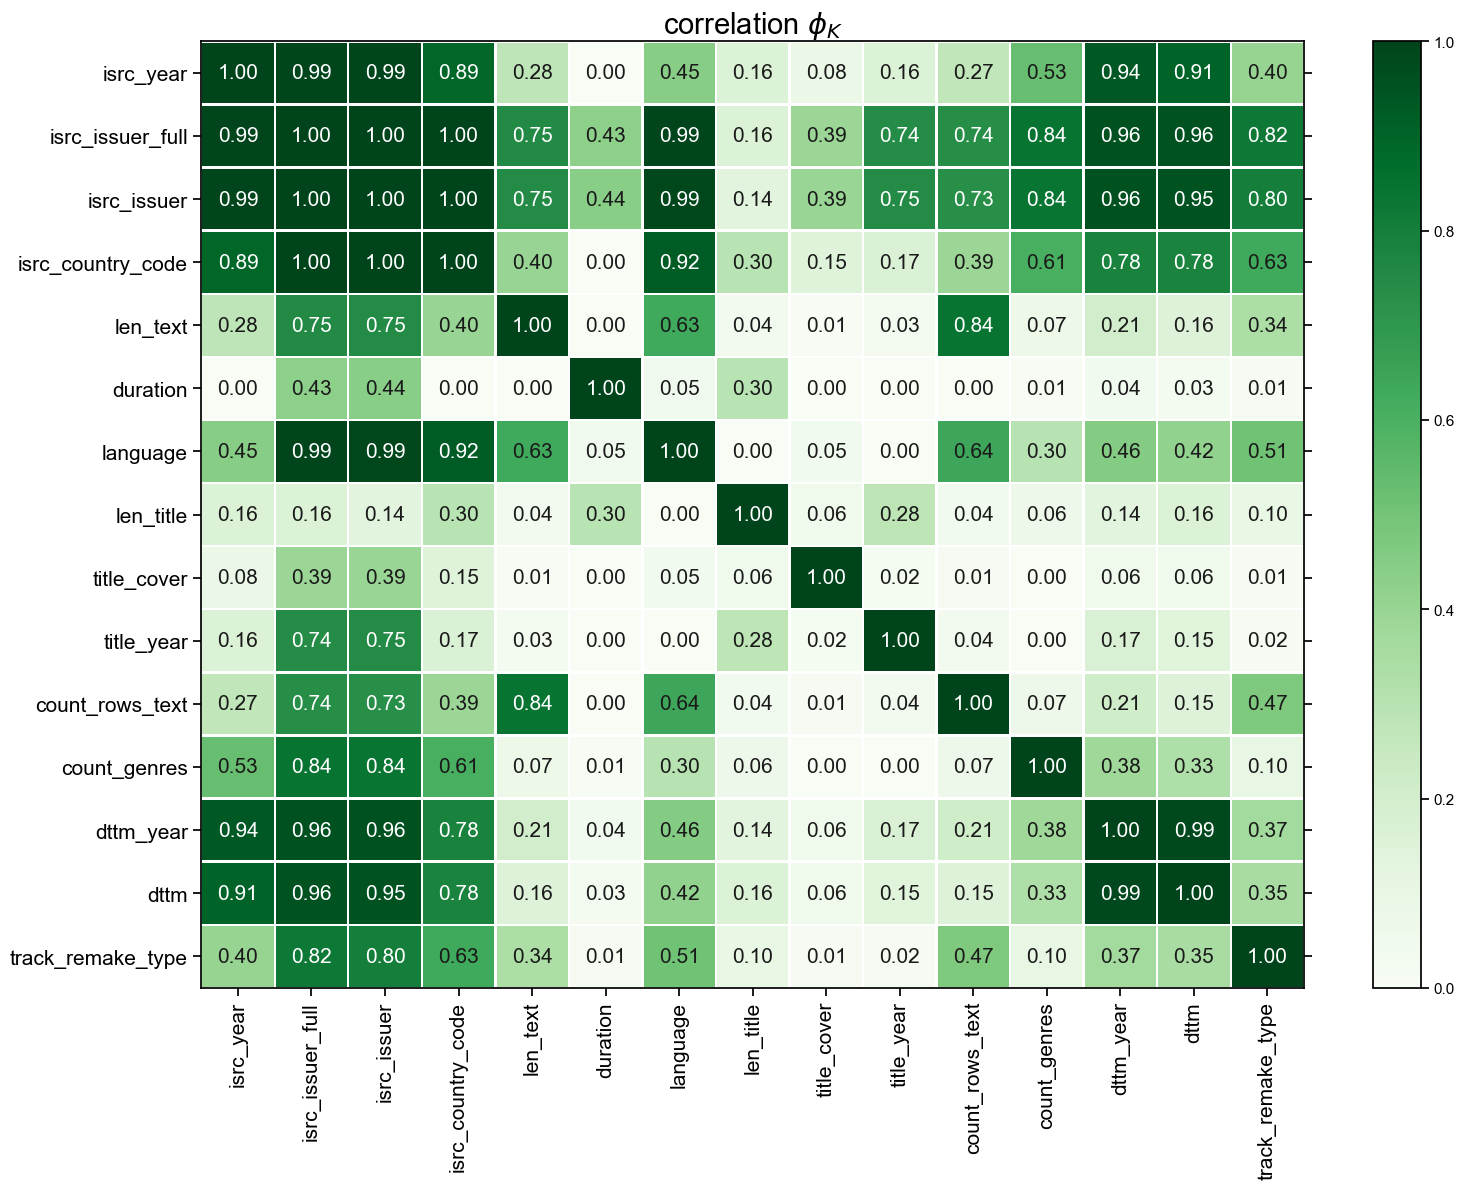 correlation ϕK
isrc_year 1.00 0.99 0.99 0.89 0.28 0.00 0.45 0.16 0.08 0.16 0.27 0.53 0.94 0.91 0.40
isrc_issuer_full 0.99 1.00 1.00 1.00 0.75 0.43 0.99 0.16 0.39 0.74 0.74 0.84 0.96 0.96 0.82
isrc_issuer 0.99 1.00 1.00 1.00 0.75 0.44 0.99 0.14 0.39 0.75 0.73 0.84 0.96 0.95 0.80
isrc_country_code 0.89 1.00 1.00 1.00 0.40 0.00 0.92 0.30 0.15 0.17 0.39 0.61 0.78 0.78 0.63
len_text 0.28 0.75 0.75 0.40 1.00 0.00 0.63 0.04 0.01 0.03 0.84 0.07 0.21 0.16 0.34
duration 0.00 0.43 0.44 0.00 0.00 1.00 0.05 0.30 0.00 0.00 0.00 0.01 0.04 0.03 0.01
language 0.45 0.99 0.99 0.92 0.63 0.05 1.00 0.00 0.05 0.00 0.64 0.30 0.46 0.42 0.51
len_title 0.16 0.16 0.14 0.30 0.04 0.30 0.00 1.00 0.06 0.28 0.04 0.06 0.14 0.16 0.10
title_cover 0.08 0.39 0.39 0.15 0.01 0.00 0.05 0.06 1.00 0.02 0.01 0.00 0.06 0.06 0.01
title_year 0.16 0.74 0.75 0.17 0.03 0.00 0.00 0.28 0.02 1.00 0.04 0.00 0.17 0.15 0.02
count_rows_text 0.27 0.74 0.73 0.39 0.84 0.00 0.64 0.04 0.01 0.04 1.00 0.07 0.21 0.15 0.47
count_genres 0.53 0.84 0.84 0.61 0.07 0.01 0.30 0.06 0.00 0.00 0.07 1.00 0.38 0.33 0.10
dttm_year 0.94 0.96 0.96 0.78 0.21 0.04 0.46 0.14 0.06 0.17 0.21 0.38 1.00 0.99 0.37
dttm 0.91 0.96 0.95 0.78 0.16 0.03 0.42 0.16 0.06 0.15 0.15 0.33 0.99 1.00 0.35
track_remake_type 0.40 0.82 0.80 0.63 0.34 0.01 0.51 0.10 0.01 0.02 0.47 0.10 0.37 0.35 1.00
isrc_year
isrc_issuer_full
isrc_issuer
isrc_country_code
len_text
duration
language
len_title
title_cover
title_year
count_rows_text
count_genres
dttm_year
dttm
track_remake_type
1.0
0.8
0.6
0.4
0.2
0.0